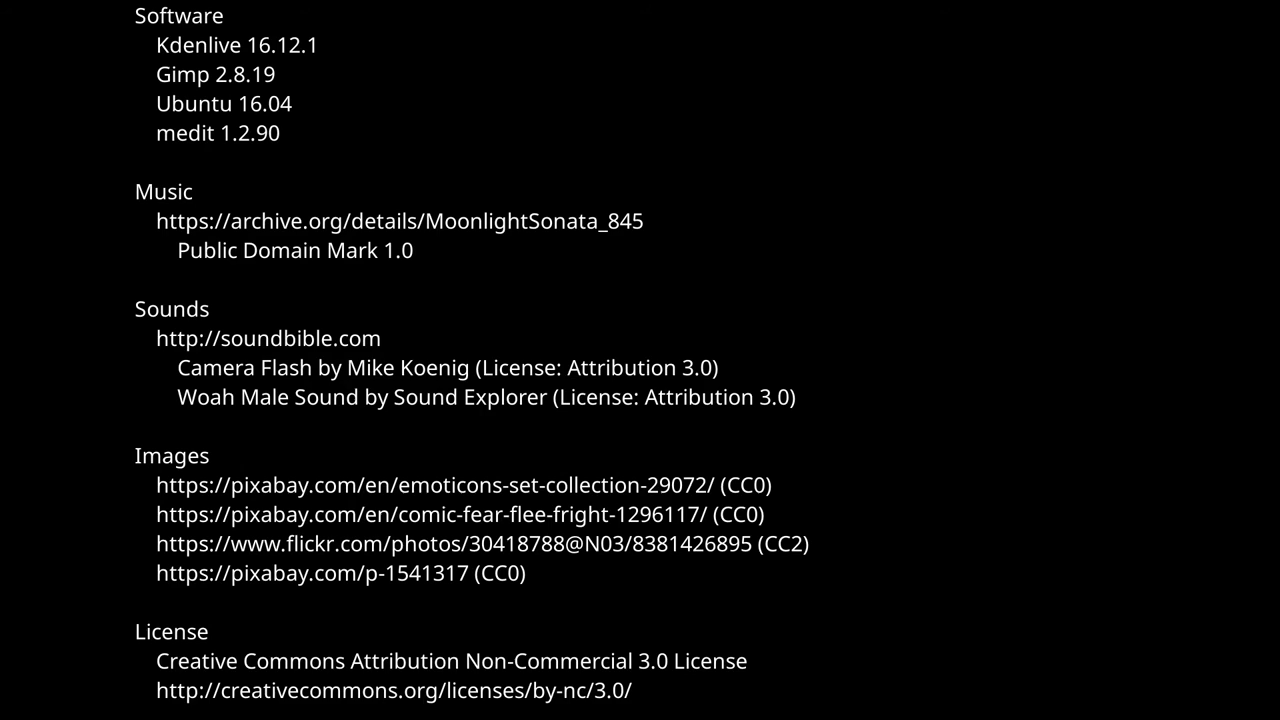 Software
Kdenlive 16.12.1
Gimp 2.8.19
Ubuntu 16.04
medit 1.2.90
Music
https://archive.org/details/MoonlightSonata_845
Public Domain Mark 1.0
Sounds
http://soundbible.com
Camera Flash by Mike Koenig (License: Attribution 3.0)
Woah Male Sound by Sound Explorer (License: Attribution 3.0)
Images
https://pixabay.com/en/emoticons-set-collection-29072/ (CC0)
https://pixabay.com/en/comic-fear-flee-fright-1296117/ (CC0)
https://www.flickr.com/photos/30418788@N03/8381426895 (CC2)
https://pixabay.com/p-1541317 (CC0)
License
Creative Commons Attribution Non-Commercial 3.0 License
http://creativecommons.org/licenses/by-nc/3.0/